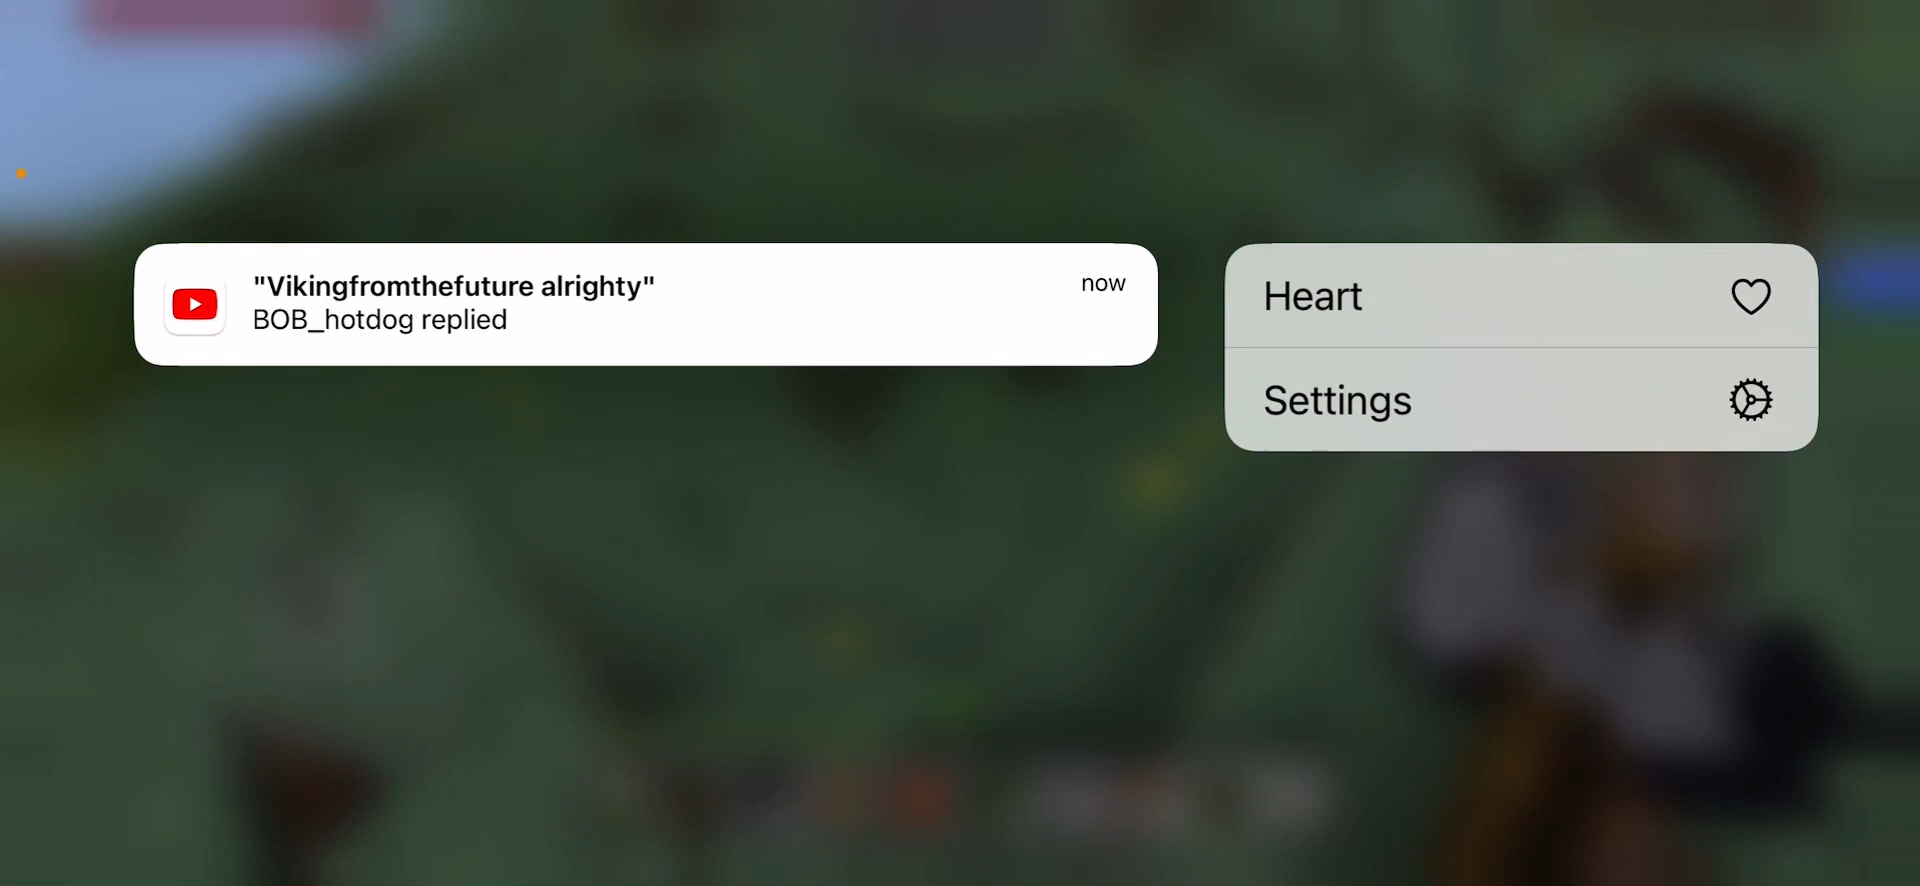 "Vikingfromthefuture alrighty"
now
BOB_hotdog replied
Heart
Settings